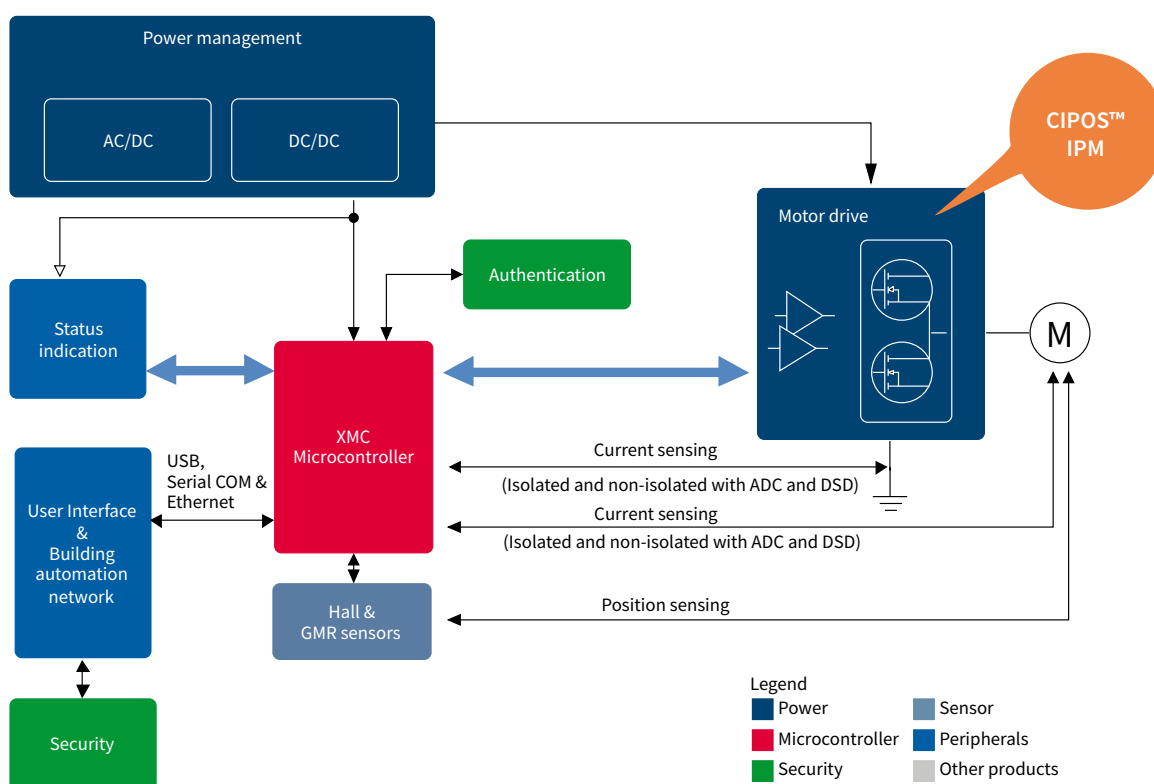 Power management
AC/DC
DC/DC
CIPOS™
IPM
Motor drive
Authentication
Status
indication
M
XMC
Microcontroller
USB,
Serial COM &
Ethernet
Current sensing
(Isolated and non-isolated with ADC and DSD)
Current sensing
(Isolated and non-isolated with ADC and DSD)
User Interface
&
Building
automation
network
Hall &
GMR sensors
Position sensing
Security
Legend
Power
Microcontroller
Security
Sensor
Peripherals
Other products